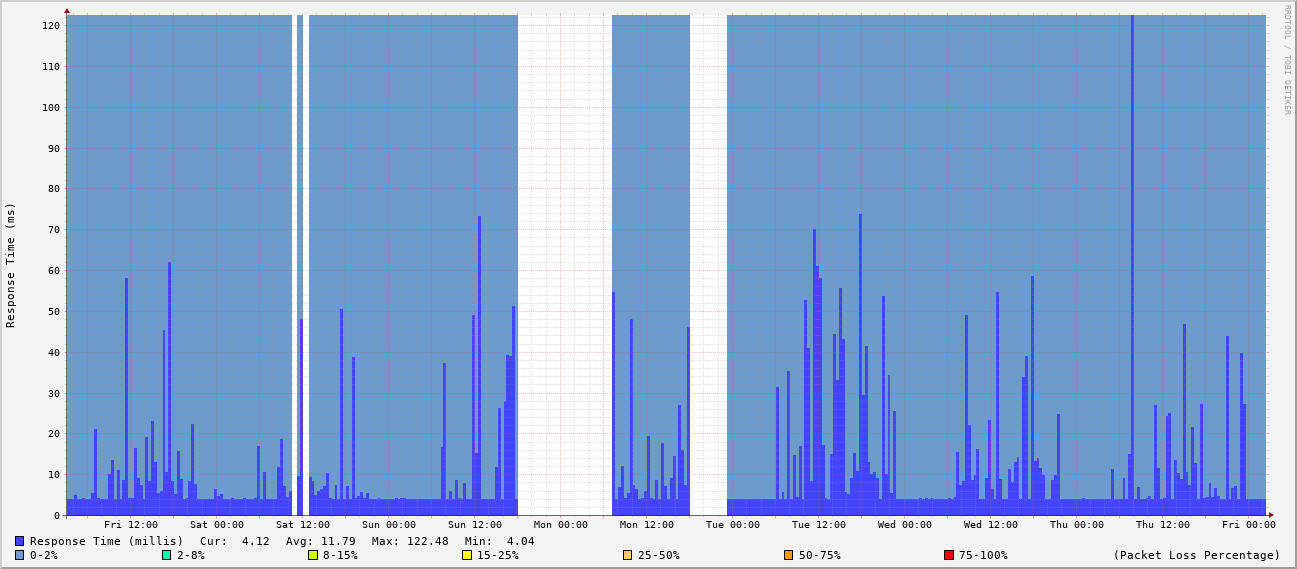 RRDTOOL / TOBI OETIKER
Response Time (ms)
120
110
100
90
80
70
60
50
40
30
20
10
0
Fri 12:00 Sat 00:00 Sat 12:00 Sun 00:00 Sun 12:00 Mon 00:00 Mon 12:00 Tue 00:00 Tue 12:00 Wed 00:00 Wed 12:00 Thu 00:00 Thu 12:00 Fri 00:00
Response Time (millis) Cur: 4.12 Avg: 11.79 Max: 122.48 Min: 4.04
0-2% 2-8% 8-15% 15-25% 25-50% 50-75% 75-100% (Packet Loss Percentage)